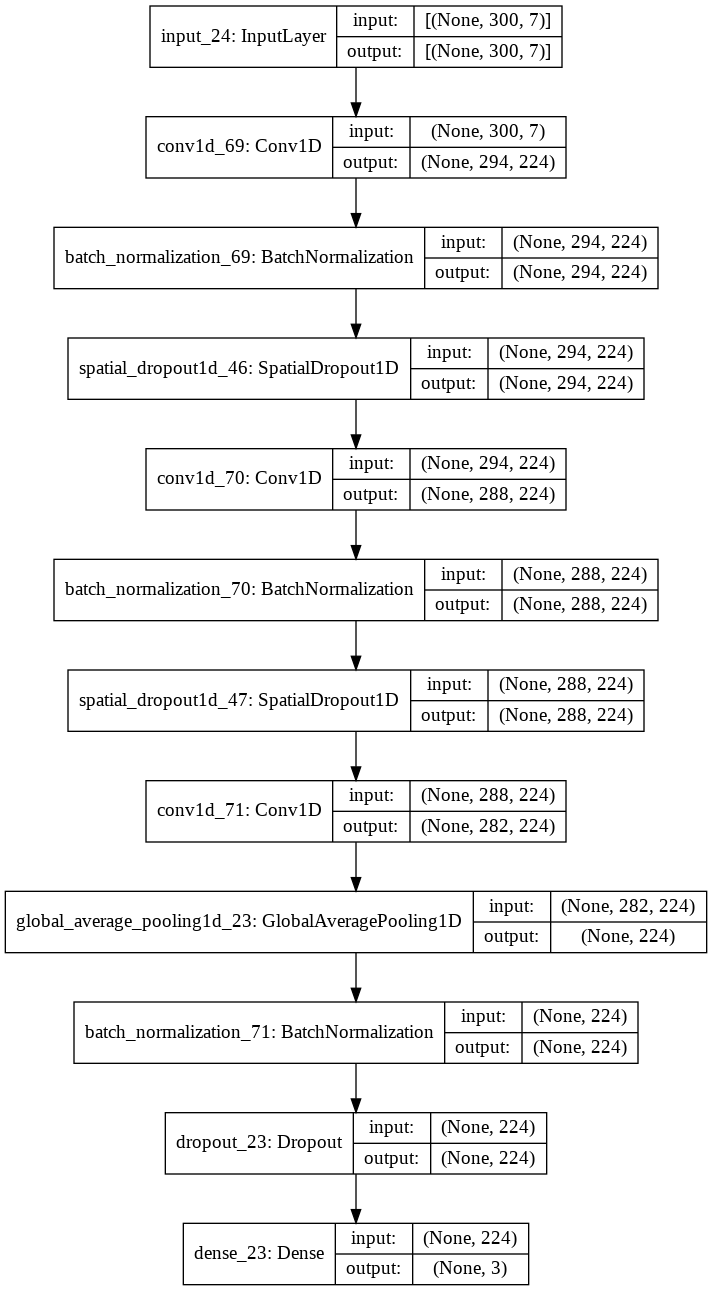 input_24: InputLayer input: [(None, 300, 7)]
output: [(None, 300, 7)]
conv1d_69: Conv1D input: (None, 300, 7)
output: (None, 294, 224)
batch_normalization_69: BatchNormalization input: (None, 294, 224)
output: (None, 294, 224)
spatial_dropout1d_46: SpatialDropout1D input: (None, 294, 224)
output: (None, 294, 224)
conv1d_70: Conv1D input: (None, 294, 224)
output: (None, 288, 224)
batch_normalization_70: BatchNormalization input: (None, 288, 224)
output: (None, 288, 224)
spatial_dropout1d_47: SpatialDropout1D input: (None, 288, 224)
output: (None, 288, 224)
conv1d_71: Conv1D input: (None, 288, 224)
output: (None, 282, 224)
global_average_pooling1d_23: GlobalAveragePooling1D input: (None, 282, 224)
output: (None, 224)
batch_normalization_71: BatchNormalization input: (None, 224)
output: (None, 224)
dropout_23: Dropout input: (None, 224)
output: (None, 224)
dense_23: Dense input: (None, 224)
output: (None, 3)